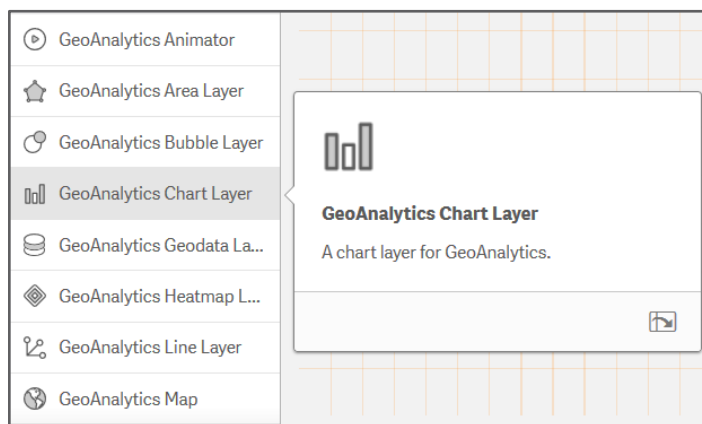 GeoAnalytics Animator
GeoAnalytics Area Layer
GeoAnalytics Bubble Layer
GeoAnalytics Chart Layer
GeoAnalytics Geodata La...
GeoAnalytics Heatmap L...
GeoAnalytics Line Layer
GeoAnalytics Map
GeoAnalytics Chart Layer
A chart layer for GeoAnalytics.